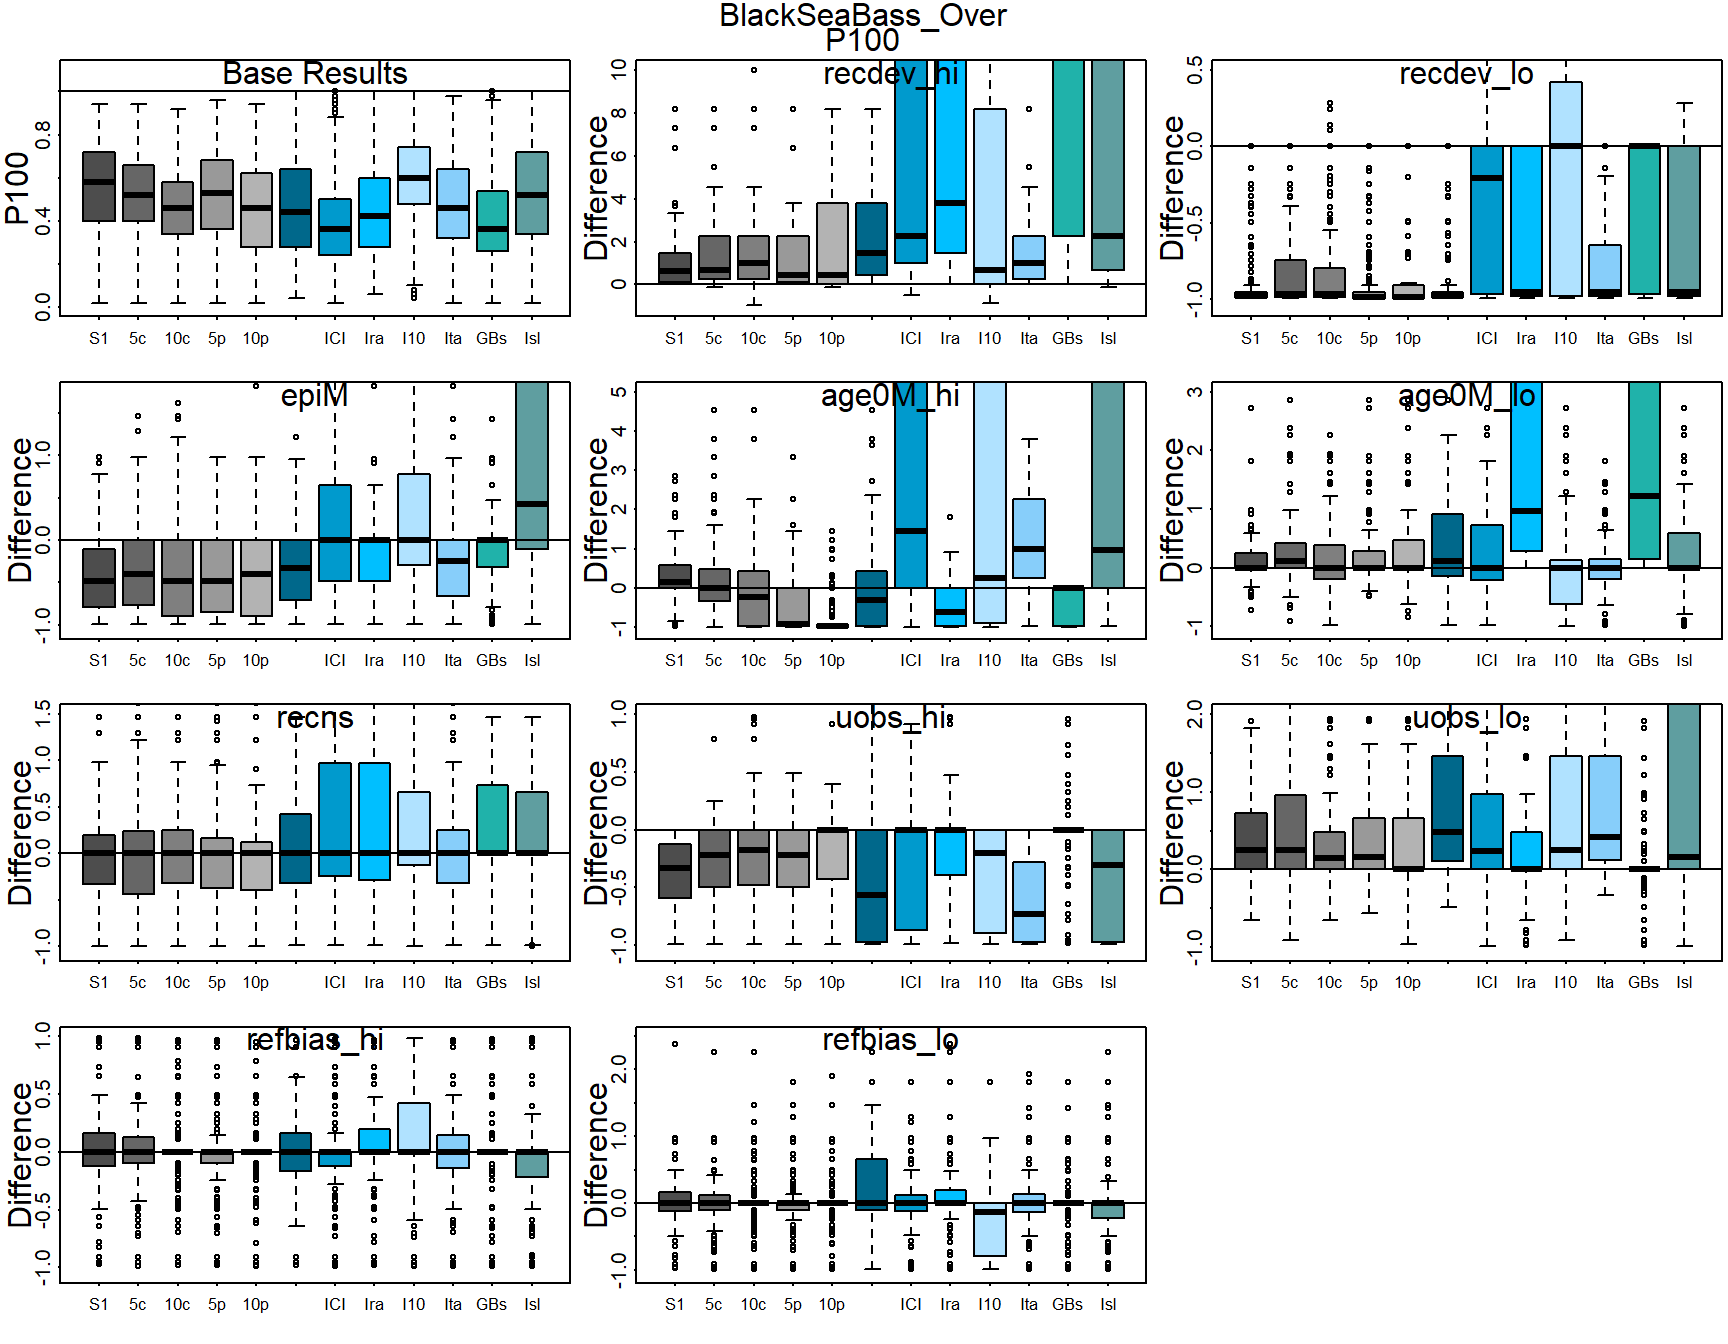 BlackSeaBass_Over
P100
Base Results
P100
0.0 0.4 0.8
S1 5c 10c 5p 10p ICI Ira I10 Ita GBs Isl
recdev_hi
Difference
0 2 4 6 8 10
S1 5c 10c 5p 10p ICI Ira I10 Ita GBs Isl
recdev_lo
Difference
-1.0 -0.5 0.0 0.5
S1 5c 10c 5p 10p ICI Ira I10 Ita GBs Isl
epiM
Difference
-1.0 0.0 1.0
S1 5c 10c 5p 10p ICI Ira I10 Ita GBs Isl
age0M_hi
Difference
-1 0 1 2 3 4 5
S1 5c 10c 5p 10p ICI Ira I10 Ita GBs Isl
age0M_lo
Difference
-1 0 1 2 3
S1 5c 10c 5p 10p ICI Ira I10 Ita GBs Isl
recns
Difference
-1.0 0.0 0.5 1.0 1.5
S1 5c 10c 5p 10p ICI Ira I10 Ita GBs Isl
uobs_hi
Difference
-1.0 -0.5 0.0 0.5 1.0
S1 5c 10c 5p 10p ICI Ira I10 Ita GBs Isl
uobs_lo
Difference
-1.0 0.0 1.0 2.0
S1 5c 10c 5p 10p ICI Ira I10 Ita GBs Isl
refbias_hi
Difference
-1.0 -0.5 0.0 0.5 1.0
S1 5c 10c 5p 10p ICI Ira I10 Ita GBs Isl
refbias_lo
Difference
-1.0 0.0 1.0 2.0
S1 5c 10c 5p 10p ICI Ira I10 Ita GBs Isl